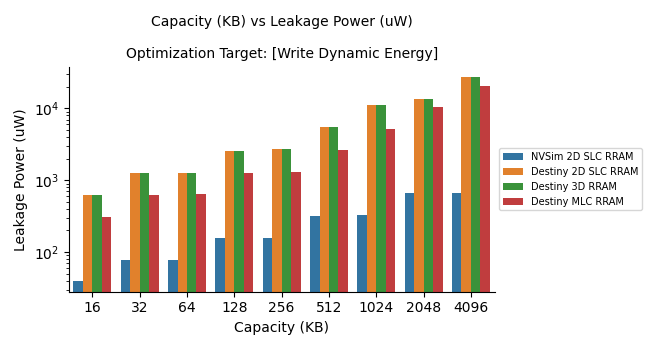 Capacity (KB) vs Leakage Power (uW)
Optimization Target: [Write Dynamic Energy]
Leakage Power (uW)
10^4
10^3
10^2
16 32 64 128 256 512 1024 2048 4096
Capacity (KB)
NVSim 2D SLC RRAM
Destiny 2D SLC RRAM
Destiny 3D RRAM
Destiny MLC RRAM